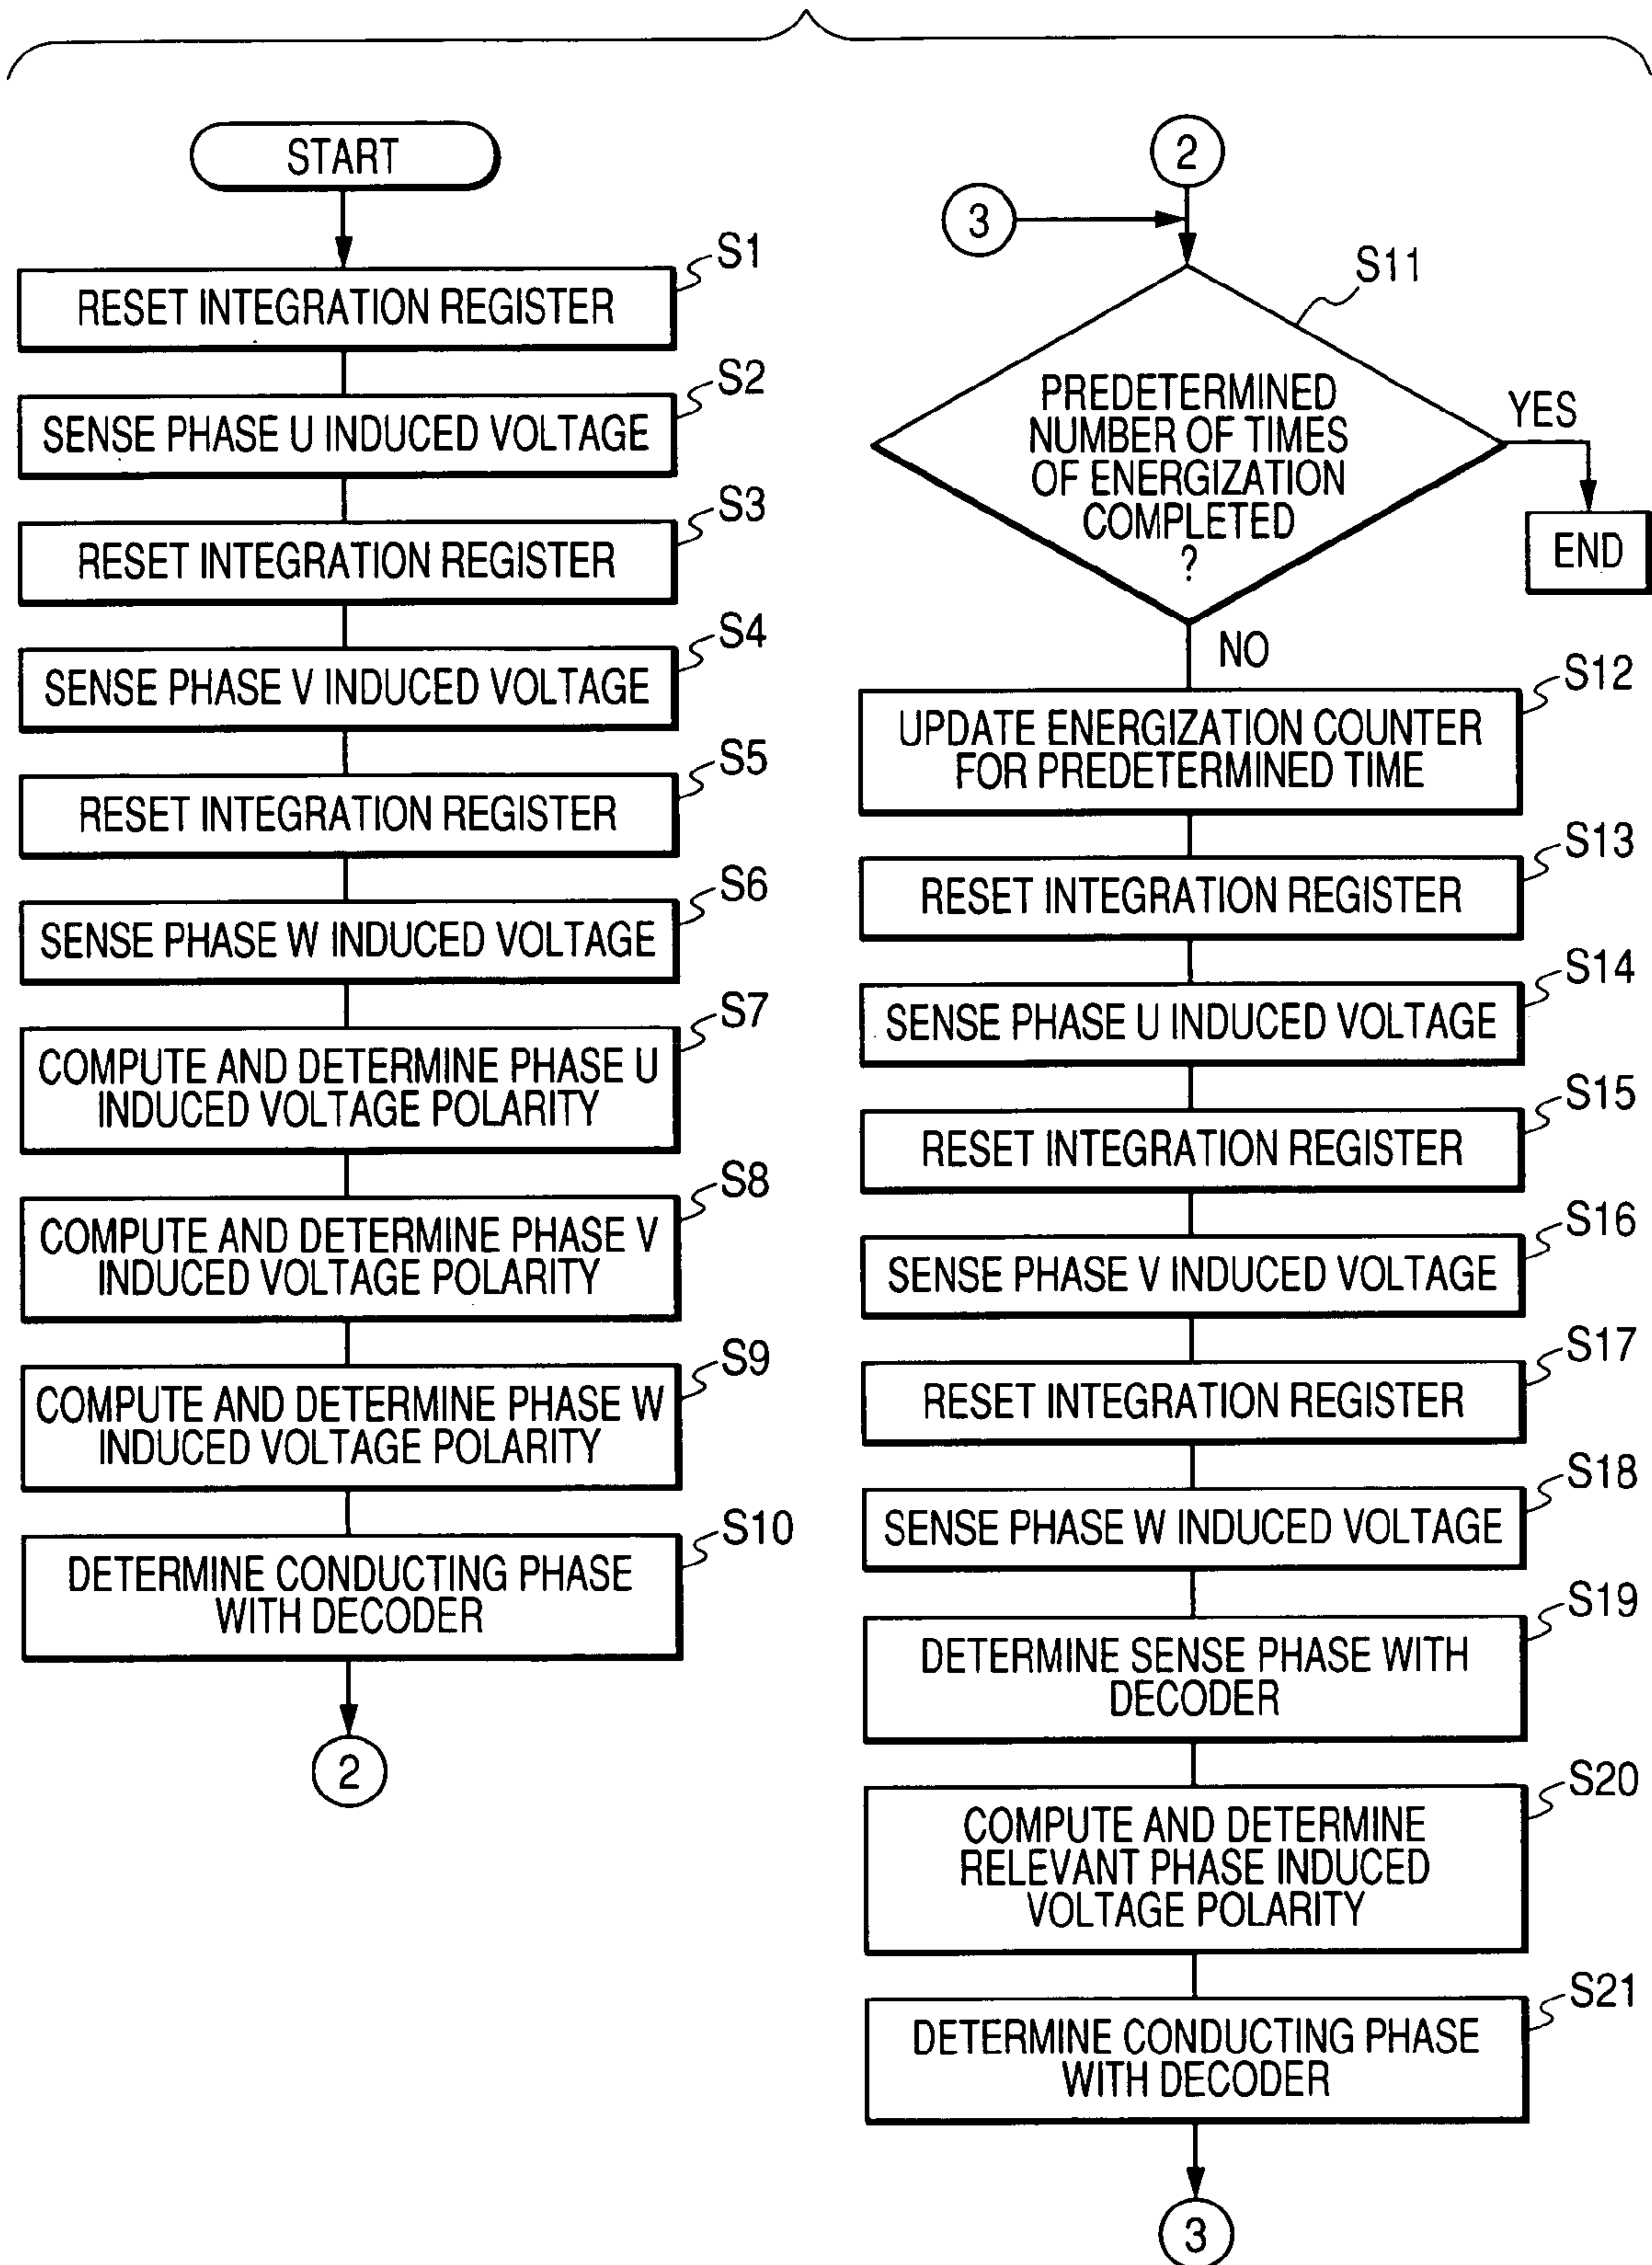 START
S1
RESET INTEGRATION REGISTER
S2
SENSE PHASE U INDUCED VOLTAGE
S3
RESET INTEGRATION REGISTER
S4
SENSE PHASE V INDUCED VOLTAGE
S5
RESET INTEGRATION REGISTER
S6
SENSE PHASE W INDUCED VOLTAGE
S7
COMPUTE AND DETERMINE PHASE U
INDUCED VOLTAGE POLARITY
S8
COMPUTE AND DETERMINE PHASE V
INDUCED VOLTAGE POLARITY
S9
COMPUTE AND DETERMINE PHASE W
INDUCED VOLTAGE POLARITY
S10
DETERMINE CONDUCTING PHASE
WITH DECODER
2
2
3
S11
PREDETERMINED
NUMBER OF TIMES
OF ENERGIZATION
COMPLETED
?
YES
END
NO
S12
UPDATE ENERGIZATION COUNTER
FOR PREDETERMINED TIME
S13
RESET INTEGRATION REGISTER
S14
SENSE PHASE U INDUCED VOLTAGE
S15
RESET INTEGRATION REGISTER
S16
SENSE PHASE V INDUCED VOLTAGE
S17
RESET INTEGRATION REGISTER
S18
SENSE PHASE W INDUCED VOLTAGE
S19
DETERMINE SENSE PHASE WITH
DECODER
S20
COMPUTE AND DETERMINE
RELEVANT PHASE INDUCED
VOLTAGE POLARITY
S21
DETERMINE CONDUCTING PHASE
WITH DECODER
3